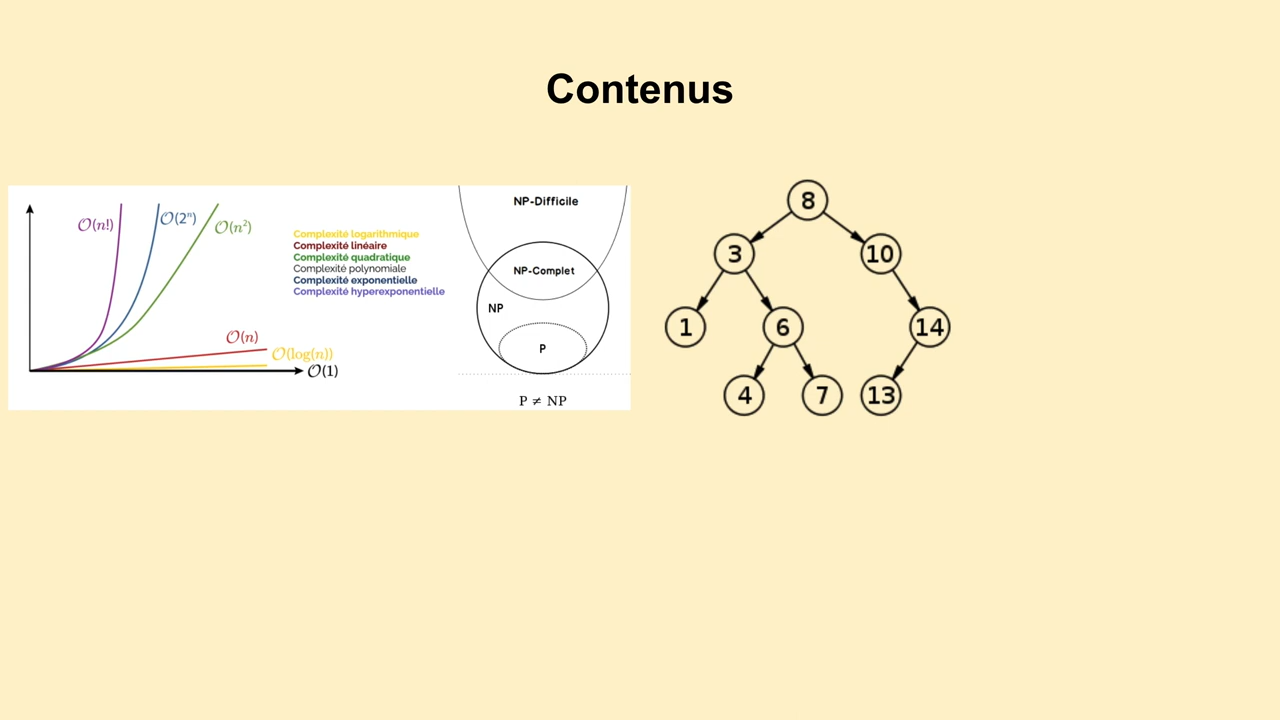 Contenus
O(n!)
O(2ⁿ)
O(n²)
O(n)
O(log(n))
O(1)
Complexité logarithmique
Complexité linéaire
Complexité quadratique
Complexité polynomiale
Complexité exponentielle
Complexité hyperexponentielle
NP-Difficile
NP-Complet
NP
P
P ≠ NP
8
3
10
1
6
14
4
7
13